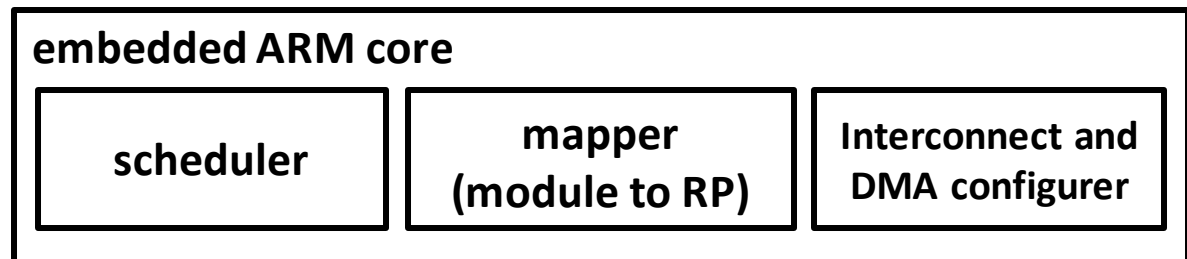 embedded ARM core
scheduler
mapper
(module to RP)
Interconnect and
DMA configurer